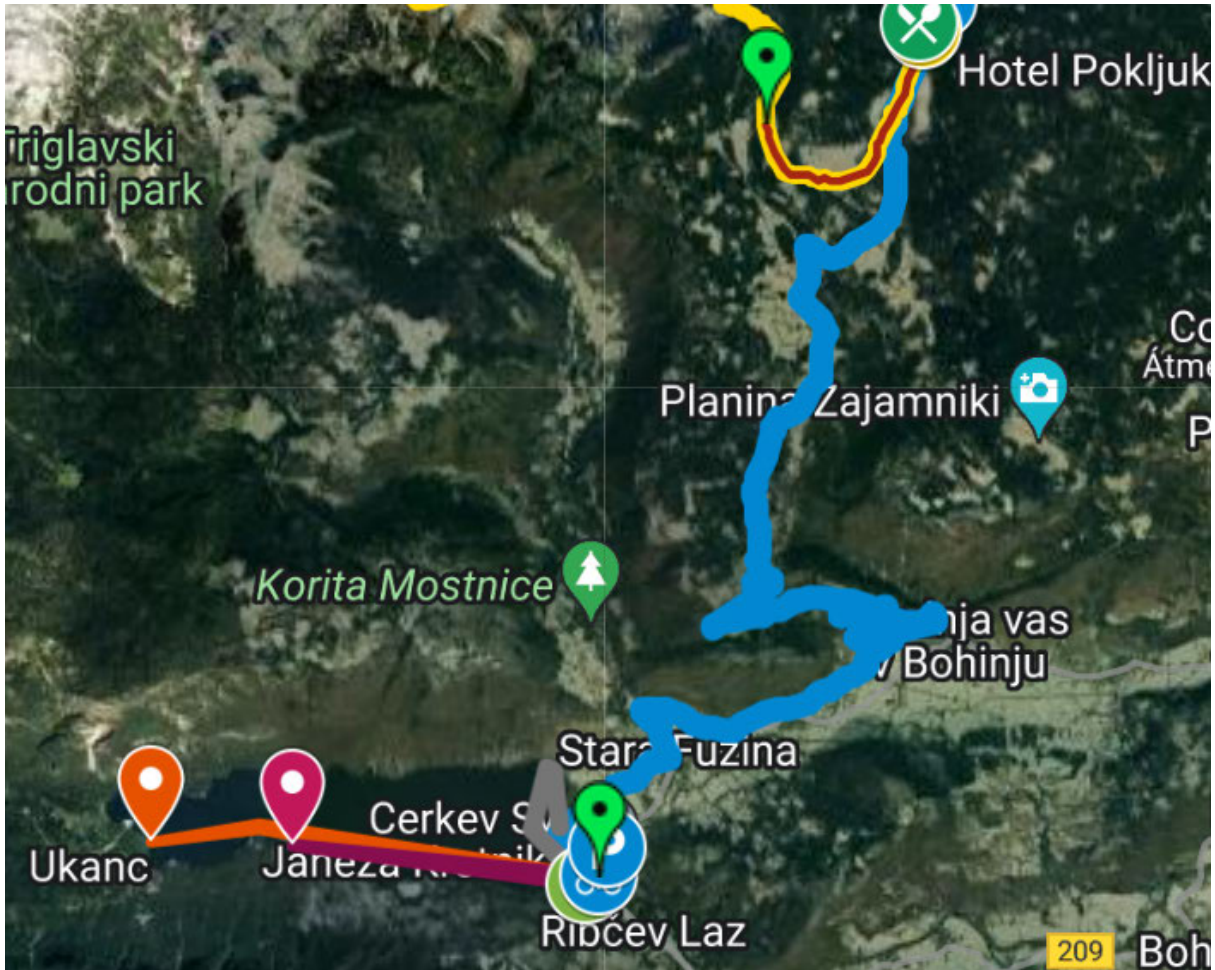 Hotel Pokljuk
Triglavski
arodni park
Co
Átme
Planina Zajamniki
P
Korita Mostnice
nja vas
v Bohinju
Stara Fužina
Cerkev S
Ukanc
Janeza K
Ribčev Laz
209
Boh